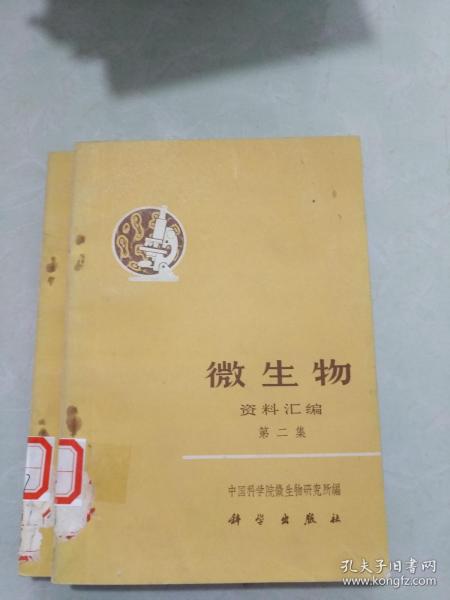 微生物
资料汇编
第二集
中国科学院微生物研究所编
科学出版社
7
孔夫子旧书网
www.kongfz.com